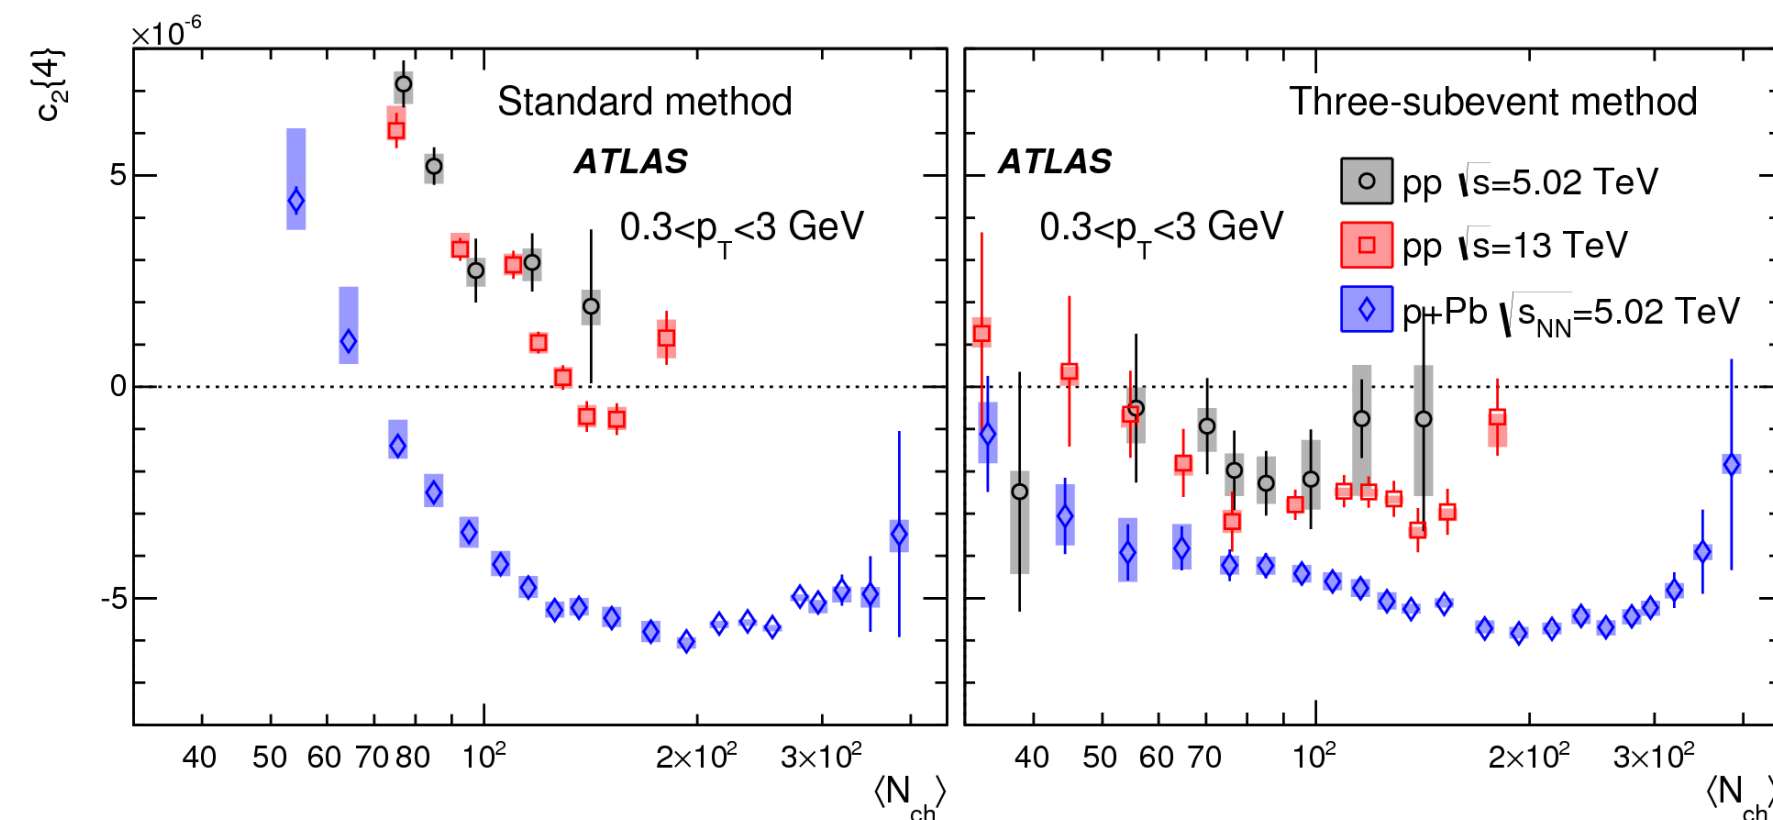 ×10⁻⁶
c₂{4}
Standard method
ATLAS
0.3<p_T<3 GeV
5
0
-5
40 50 60 70 80 10² 2×10² 3×10²
⟨N_ch⟩
Three-subevent method
ATLAS
0.3<p_T<3 GeV
pp √s=5.02 TeV
pp √s=13 TeV
p+Pb √s_NN=5.02 TeV
40 50 60 70 10² 2×10² 3×10²
⟨N_ch⟩